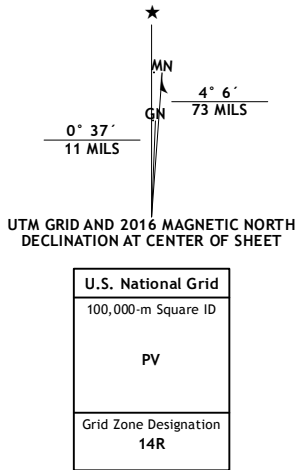 ★
MN
4° 6´
73 MILS
GN
0° 37´
11 MILS
UTM GRID AND 2016 MAGNETIC NORTH
DECLINATION AT CENTER OF SHEET
U.S. National Grid
100,000-m Square ID
PV
Grid Zone Designation
14R